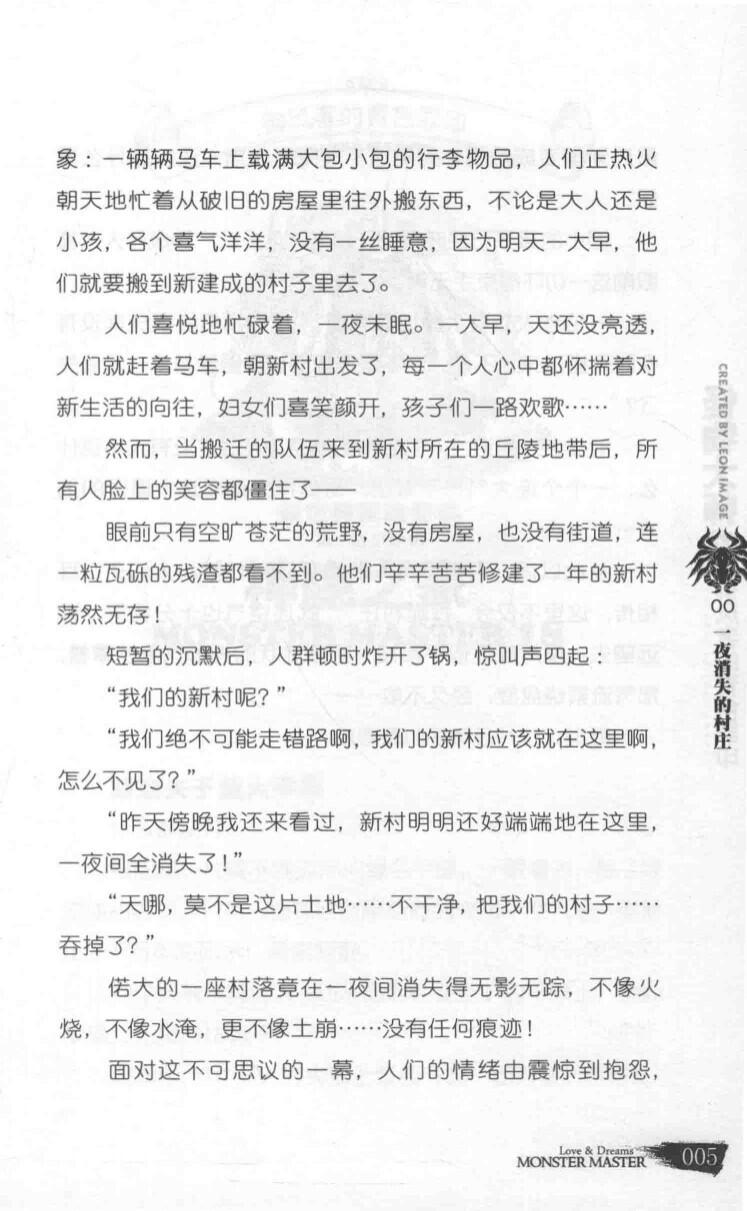 象：一辆辆马车上载满大包小包的行李物品，人们正热火
朝天地忙着从破旧的房屋里往外搬东西，不论是大人还是
小孩，各个喜气洋洋，没有一丝睡意，因为明天一大早，他
们就要搬到新建成的村子里去了。
人们喜悦地忙碌着，一夜未眠。一大早，天还没亮透，
人们就赶着马车，朝新村出发了，每一个人心中都怀揣着对
新生活的向往，妇女们喜笑颜开，孩子们一路欢歌……
然而，当搬迁的队伍来到新村所在的丘陵地带后，所
有人脸上的笑容都僵住了——
眼前只有空旷苍茫的荒野，没有房屋，也没有街道，连
一粒瓦砾的残渣都看不到。他们辛辛苦苦修建了一年的新村
荡然无存！
短暂的沉默后，人群顿时炸开了锅，惊叫声四起：
“我们的新村呢？”
“我们绝不可能走错路啊，我们的新村应该就在这里啊，
怎么不见了？”
“昨天傍晚我还来看过，新村明明还好端端地在这里，
一夜间全消失了！”
“天哪，莫不是这片土地……不干净，把我们的村子……
吞掉了？”
偌大的一座村落竟在一夜间消失得无影无踪，不像火
烧，不像水淹，更不像土崩……没有任何痕迹！
面对这不可思议的一幕，人们的情绪由震惊到抱怨，
CREATED BY LEON IMAGE
00
一夜消失的村庄
Love & Dreams
MONSTER MASTER
005